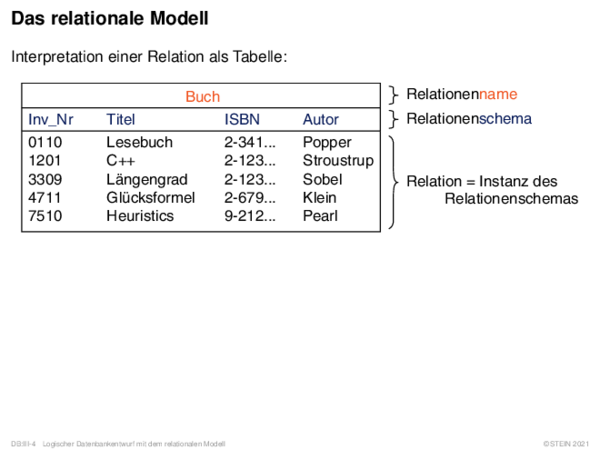 Das relationale Modell
Interpretation einer Relation als Tabelle:
Buch
Relationenname
Inv_Nr Titel ISBN Autor
Relationenschema
0110 Lesebuch 2-341... Popper
1201 C++ 2-123... Stroustrup
3309 Längengrad 2-123... Sobel
4711 Glücksformel 2-679... Klein
7510 Heuristics 9-212... Pearl
Relation = Instanz des
Relationenschemas
DB:III-4 Logischer Datenbankentwurf mit dem relationalen Modell
©STEIN 2021